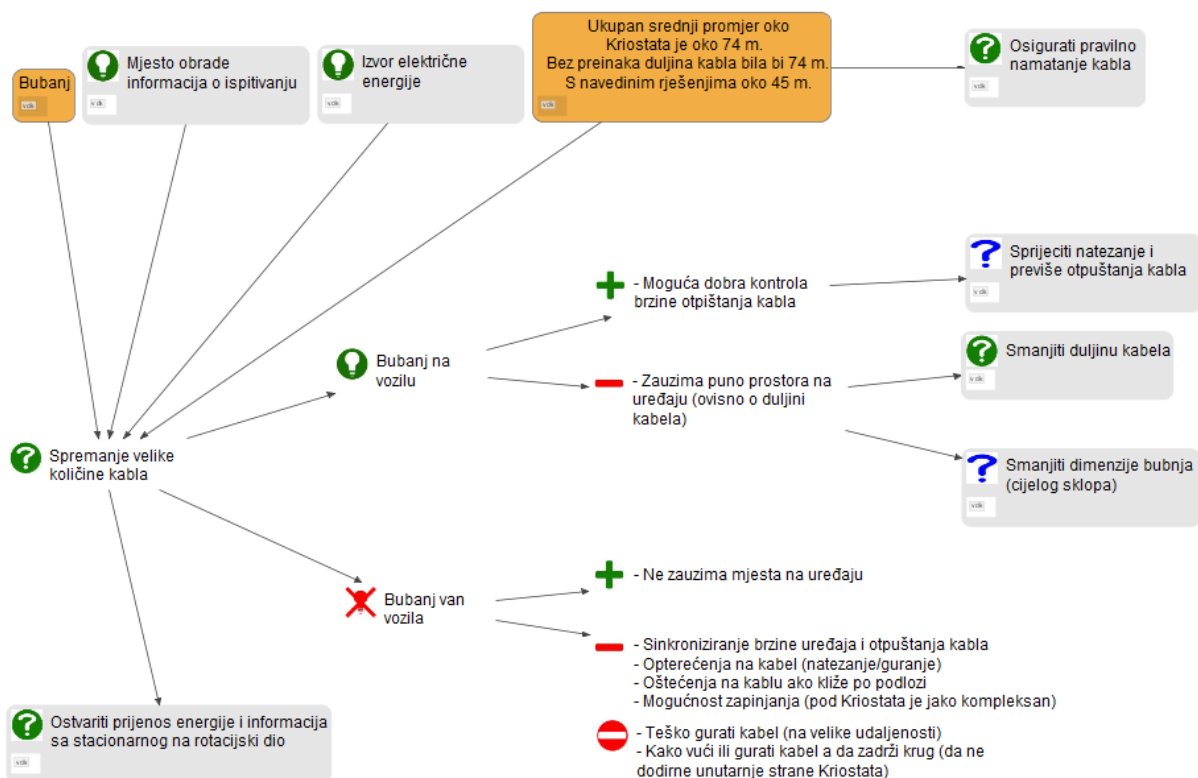 Bubanj
Mjesto obrade
informacija o ispitivanju
Izvor električne
energije
Ukupan srednji promjer oko
Kriostata je oko 74 m.
Bez preinaka duljina kabla bila bi 74 m.
S navedinim rješenjima oko 45 m.
Osigurati pravilno
namatanje kabla
Sprijeciti natezanje i
previše otpuštanja kabla
- Moguća dobra kontrola
brzine otpištanja kabla
Bubanj na
vozilu
Smanjiti duljinu kabela
- Zauzima puno prostora na
uređaju (ovisno o duljini
kabela)
Spremanje velike
količine kabla
Smanjiti dimenzije bubnja
(cijelog sklopa)
- Ne zauzima mjesta na uređaju
Bubanj van
vozila
- Sinkroniziranje brzine uređaja i otpuštanja kabla
- Opterećenja na kabel (natezanje/guranje)
- Oštećenja na kablu ako kliže po podlozi
- Mogućnost zapinjanja (pod Kriostata je jako kompleksan)
Ostvariti prijenos energije i informacija
sa stacionarnog na rotacijski dio
- Teško gurati kabel (na velike udaljenosti)
- Kako vući ili gurati kabel a da zadrži krug (da ne
dodirne unutarnje strane Kriostata)